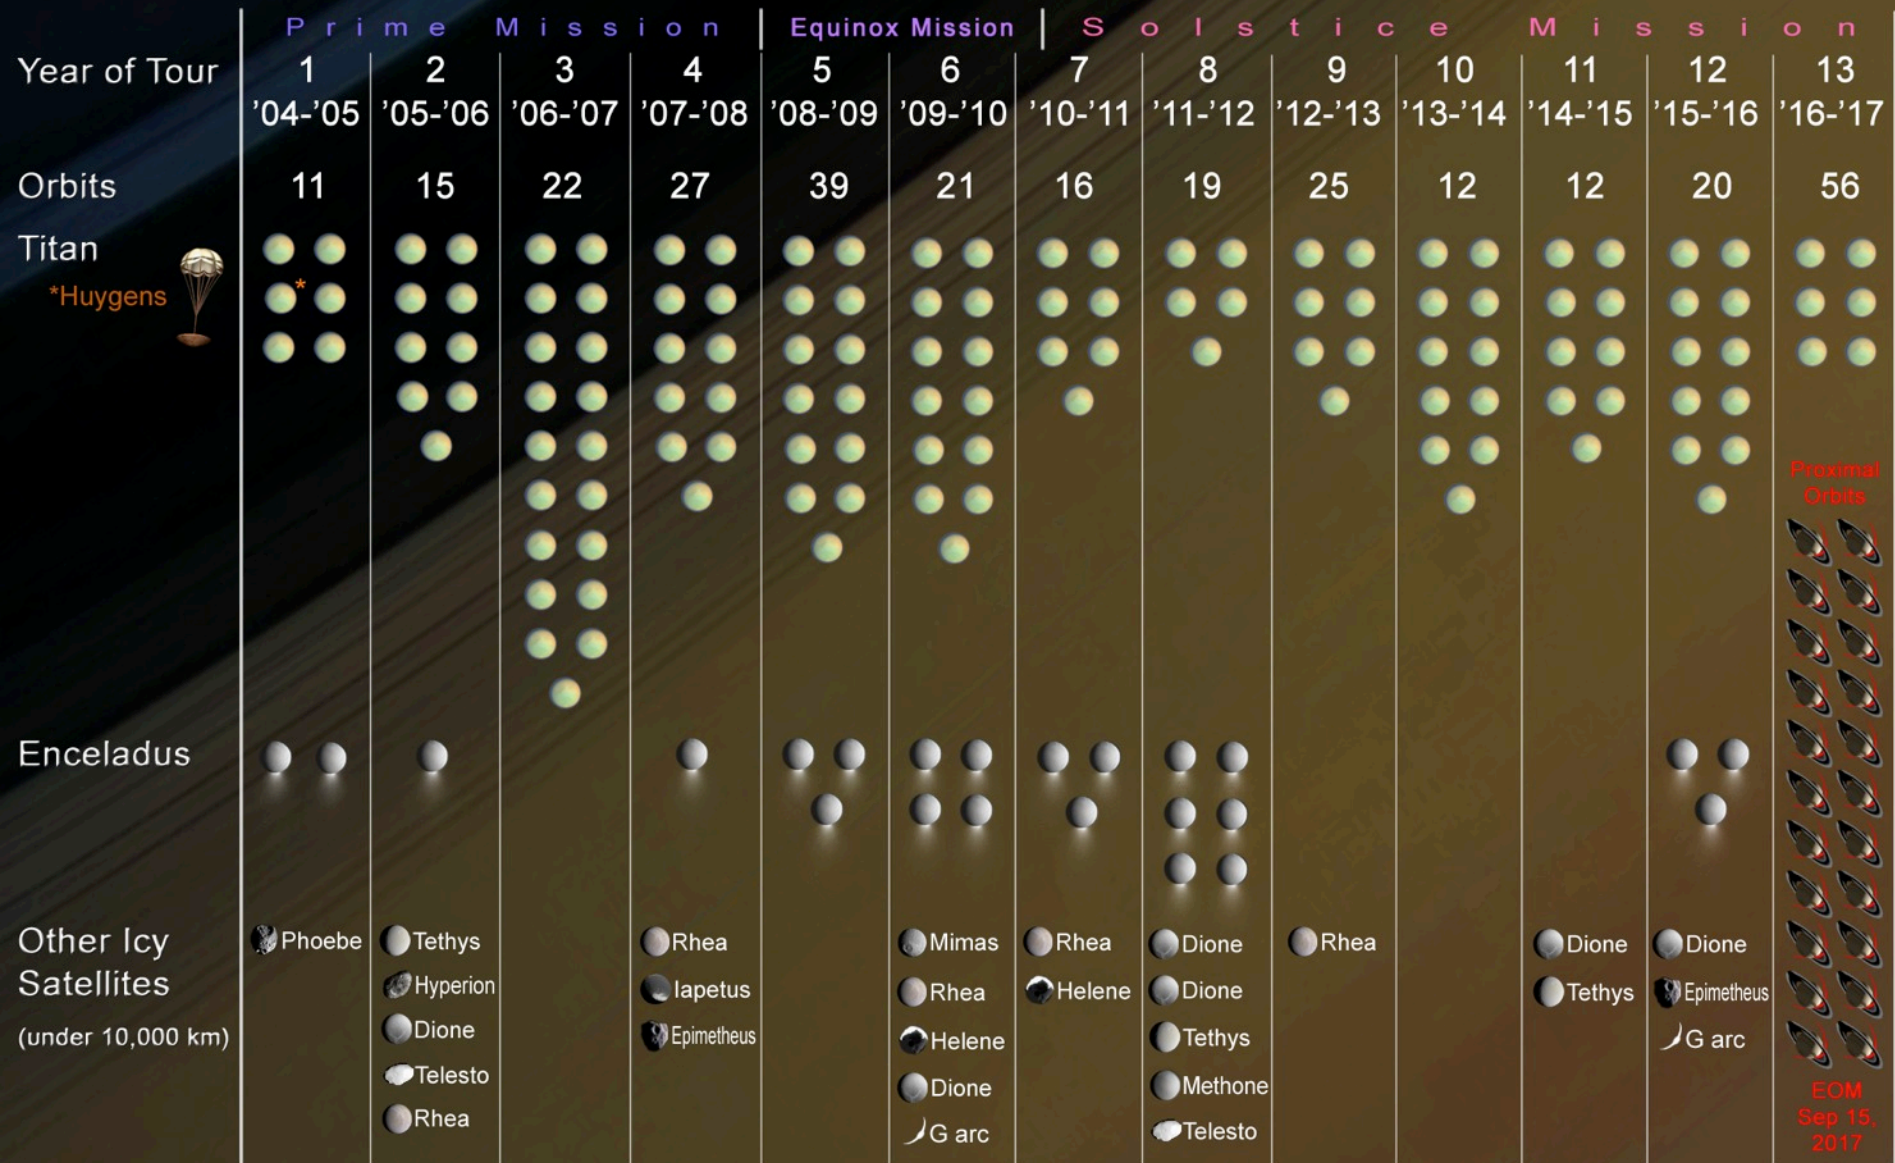 Prime Mission | Equinox Mission | Solstice Mission
Year of Tour 1 2 3 4 5 6 7 8 9 10 11 12 13
’04-’05 ’05-’06 ’06-’07 ’07-’08 ’08-’09 ’09-’10 ’10-’11 ’11-’12 ’12-’13 ’13-’14 ’14-’15 ’15-’16 ’16-’17
Orbits 11 15 22 27 39 21 16 19 25 12 12 20 56
Titan
*Huygens *
Proximal
Orbits
Enceladus
Other Icy Phoebe Tethys Rhea Mimas Rhea Dione Rhea Dione Dione
Satellites Hyperion Iapetus Rhea Helene Dione Tethys Epimetheus
(under 10,000 km) Dione Epimetheus Helene Tethys G arc
Telesto Dione Methone
Rhea G arc Telesto
EOM
Sep 15,
2017